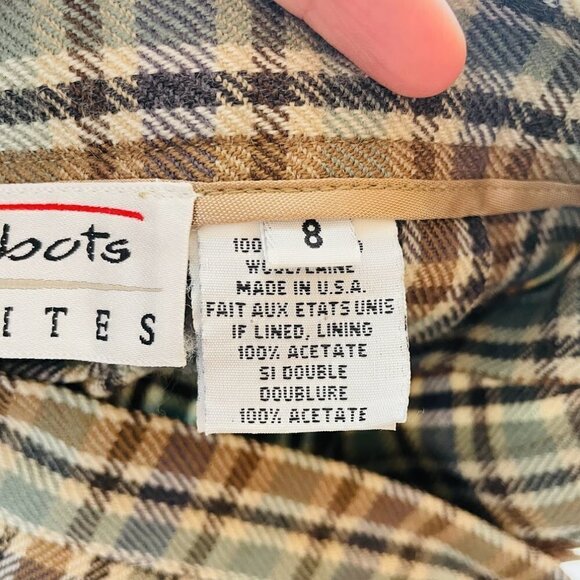 bots
ITES
8
100%
WOOL/LAINE
MADE IN U.S.A.
FAIT AUX ETATS UNIS
IF LINED, LINING
100% ACETATE
SI DOUBLE
DOUBLURE
100% ACETATE